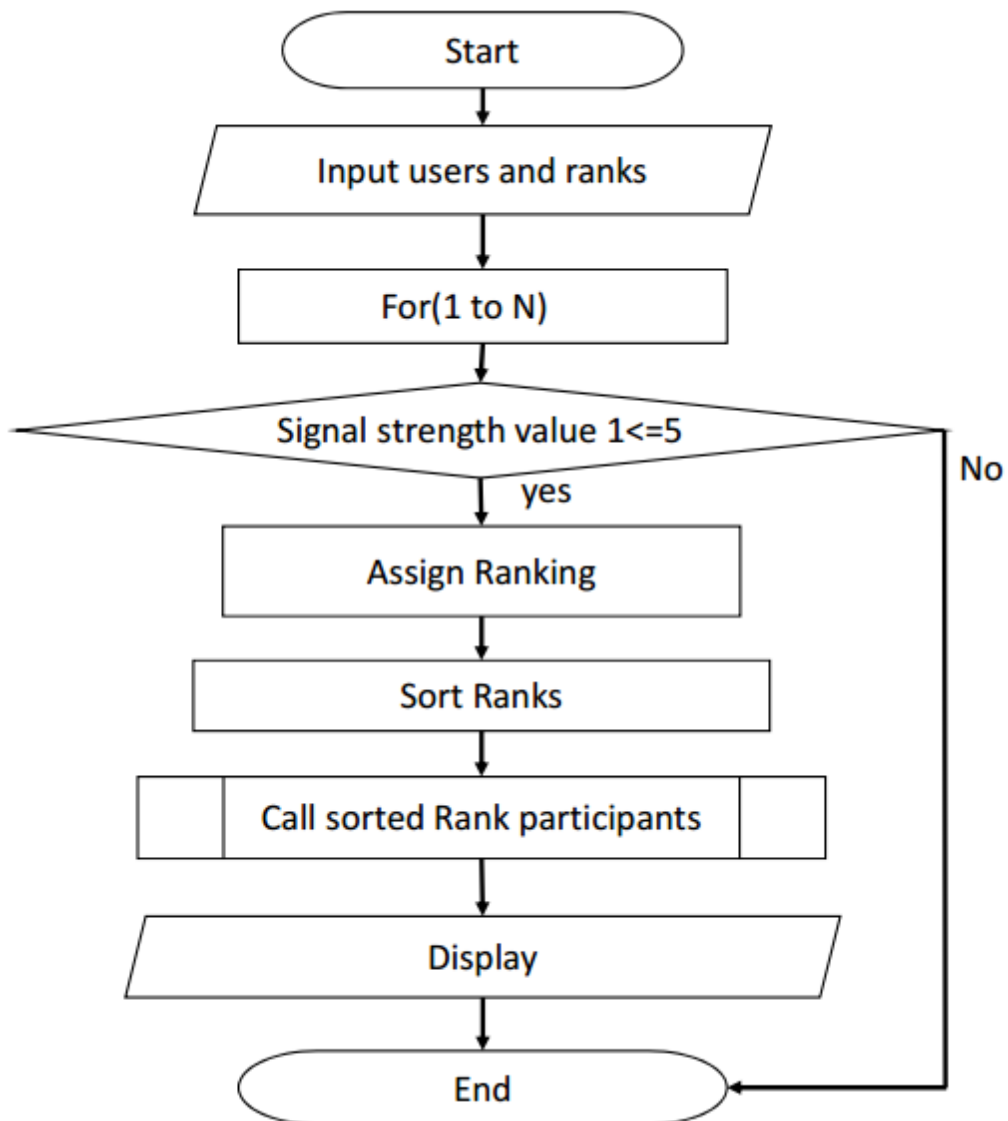 Start
Input users and ranks
For(1 to N)
Signal strength value 1<=5
No
yes
Assign Ranking
Sort Ranks
Call sorted Rank participants
Display
End